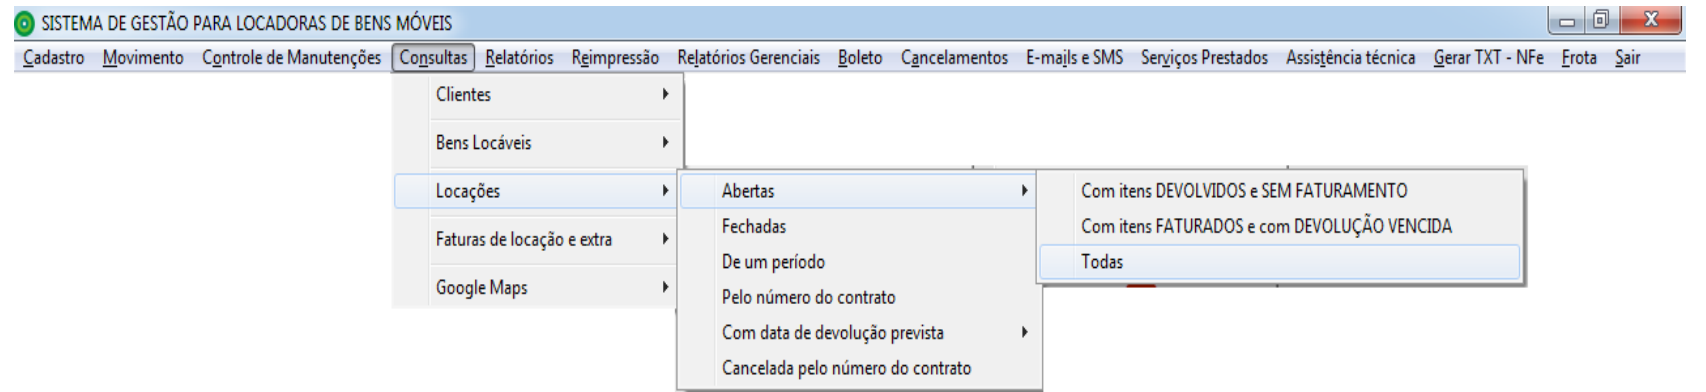 SISTEMA DE GESTÃO PARA LOCADORAS DE BENS MÓVEIS
Cadastro Movimento Controle de Manutenções Consultas Relatórios Reimpressão Relatórios Gerenciais Boleto Cancelamentos E-mails e SMS Serviços Prestados Assistência técnica Gerar TXT - NFe Frota Sair
Clientes
Bens Locáveis
Locações
Faturas de locação e extra
Google Maps
Abertas
Fechadas
De um período
Pelo número do contrato
Com data de devolução prevista
Cancelada pelo número do contrato
Com itens DEVOLVIDOS e SEM FATURAMENTO
Com itens FATURADOS e com DEVOLUÇÃO VENCIDA
Todas